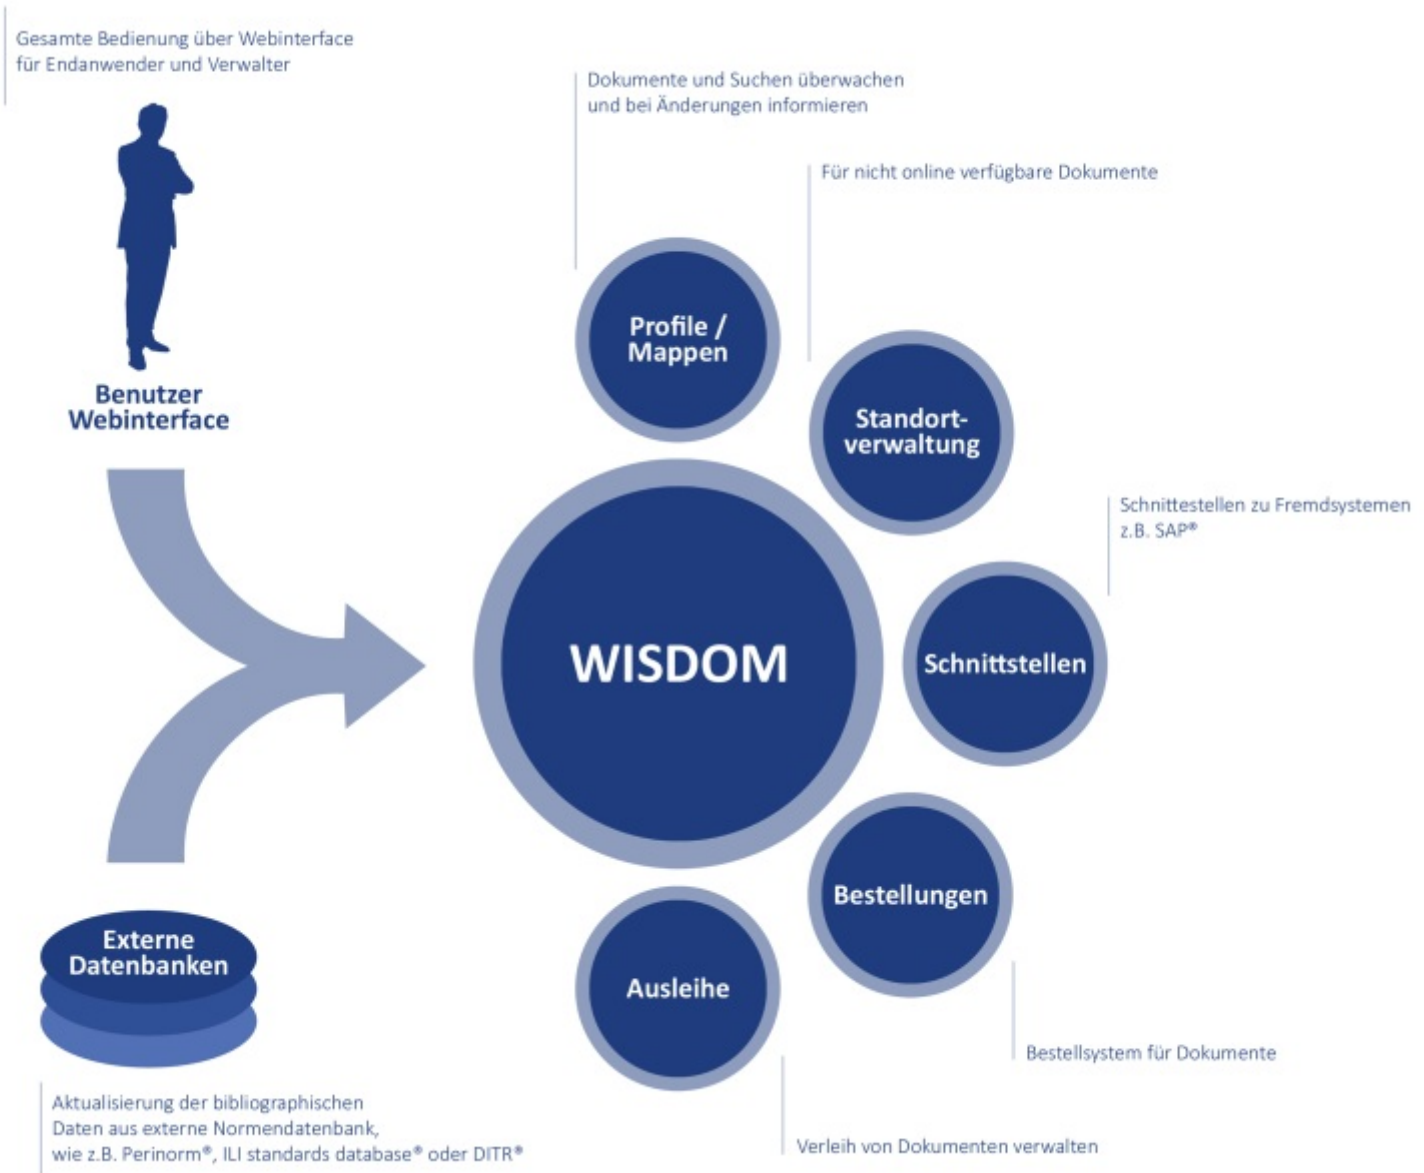 Gesamte Bedienung über Webinterface
für Endanwender und Verwalter
Benutzer
Webinterface
Externe
Datenbanken
Aktualisierung der bibliographischen
Daten aus externe Normendatenbank,
wie z.B. Perinorm®, ILI standards database® oder DITR®
WISDOM
Dokumente und Suchen überwachen
und bei Änderungen informieren
Profile /
Mappen
Für nicht online verfügbare Dokumente
Standort-
verwaltung
Schnittestellen zu Fremdsystemen
z.B. SAP®
Schnittstellen
Bestellungen
Bestellsystem für Dokumente
Ausleihe
Verleih von Dokumenten verwalten